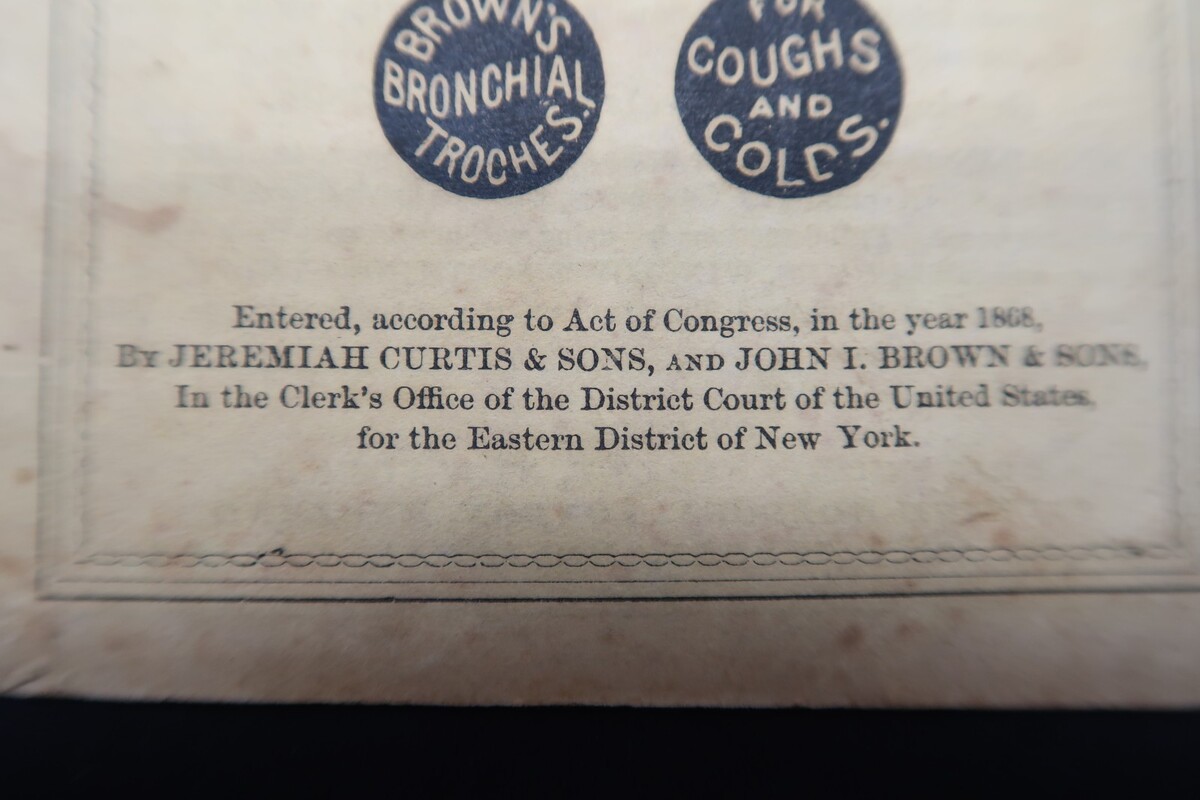 BROWN'S
BRONCHIAL
TROCHES.
FOR
COUGHS
AND
COLDS.
Entered, according to Act of Congress, in the year 1868,
By JEREMIAH CURTIS & SONS, AND JOHN I. BROWN & SONS,
In the Clerk's Office of the District Court of the United States,
for the Eastern District of New York.